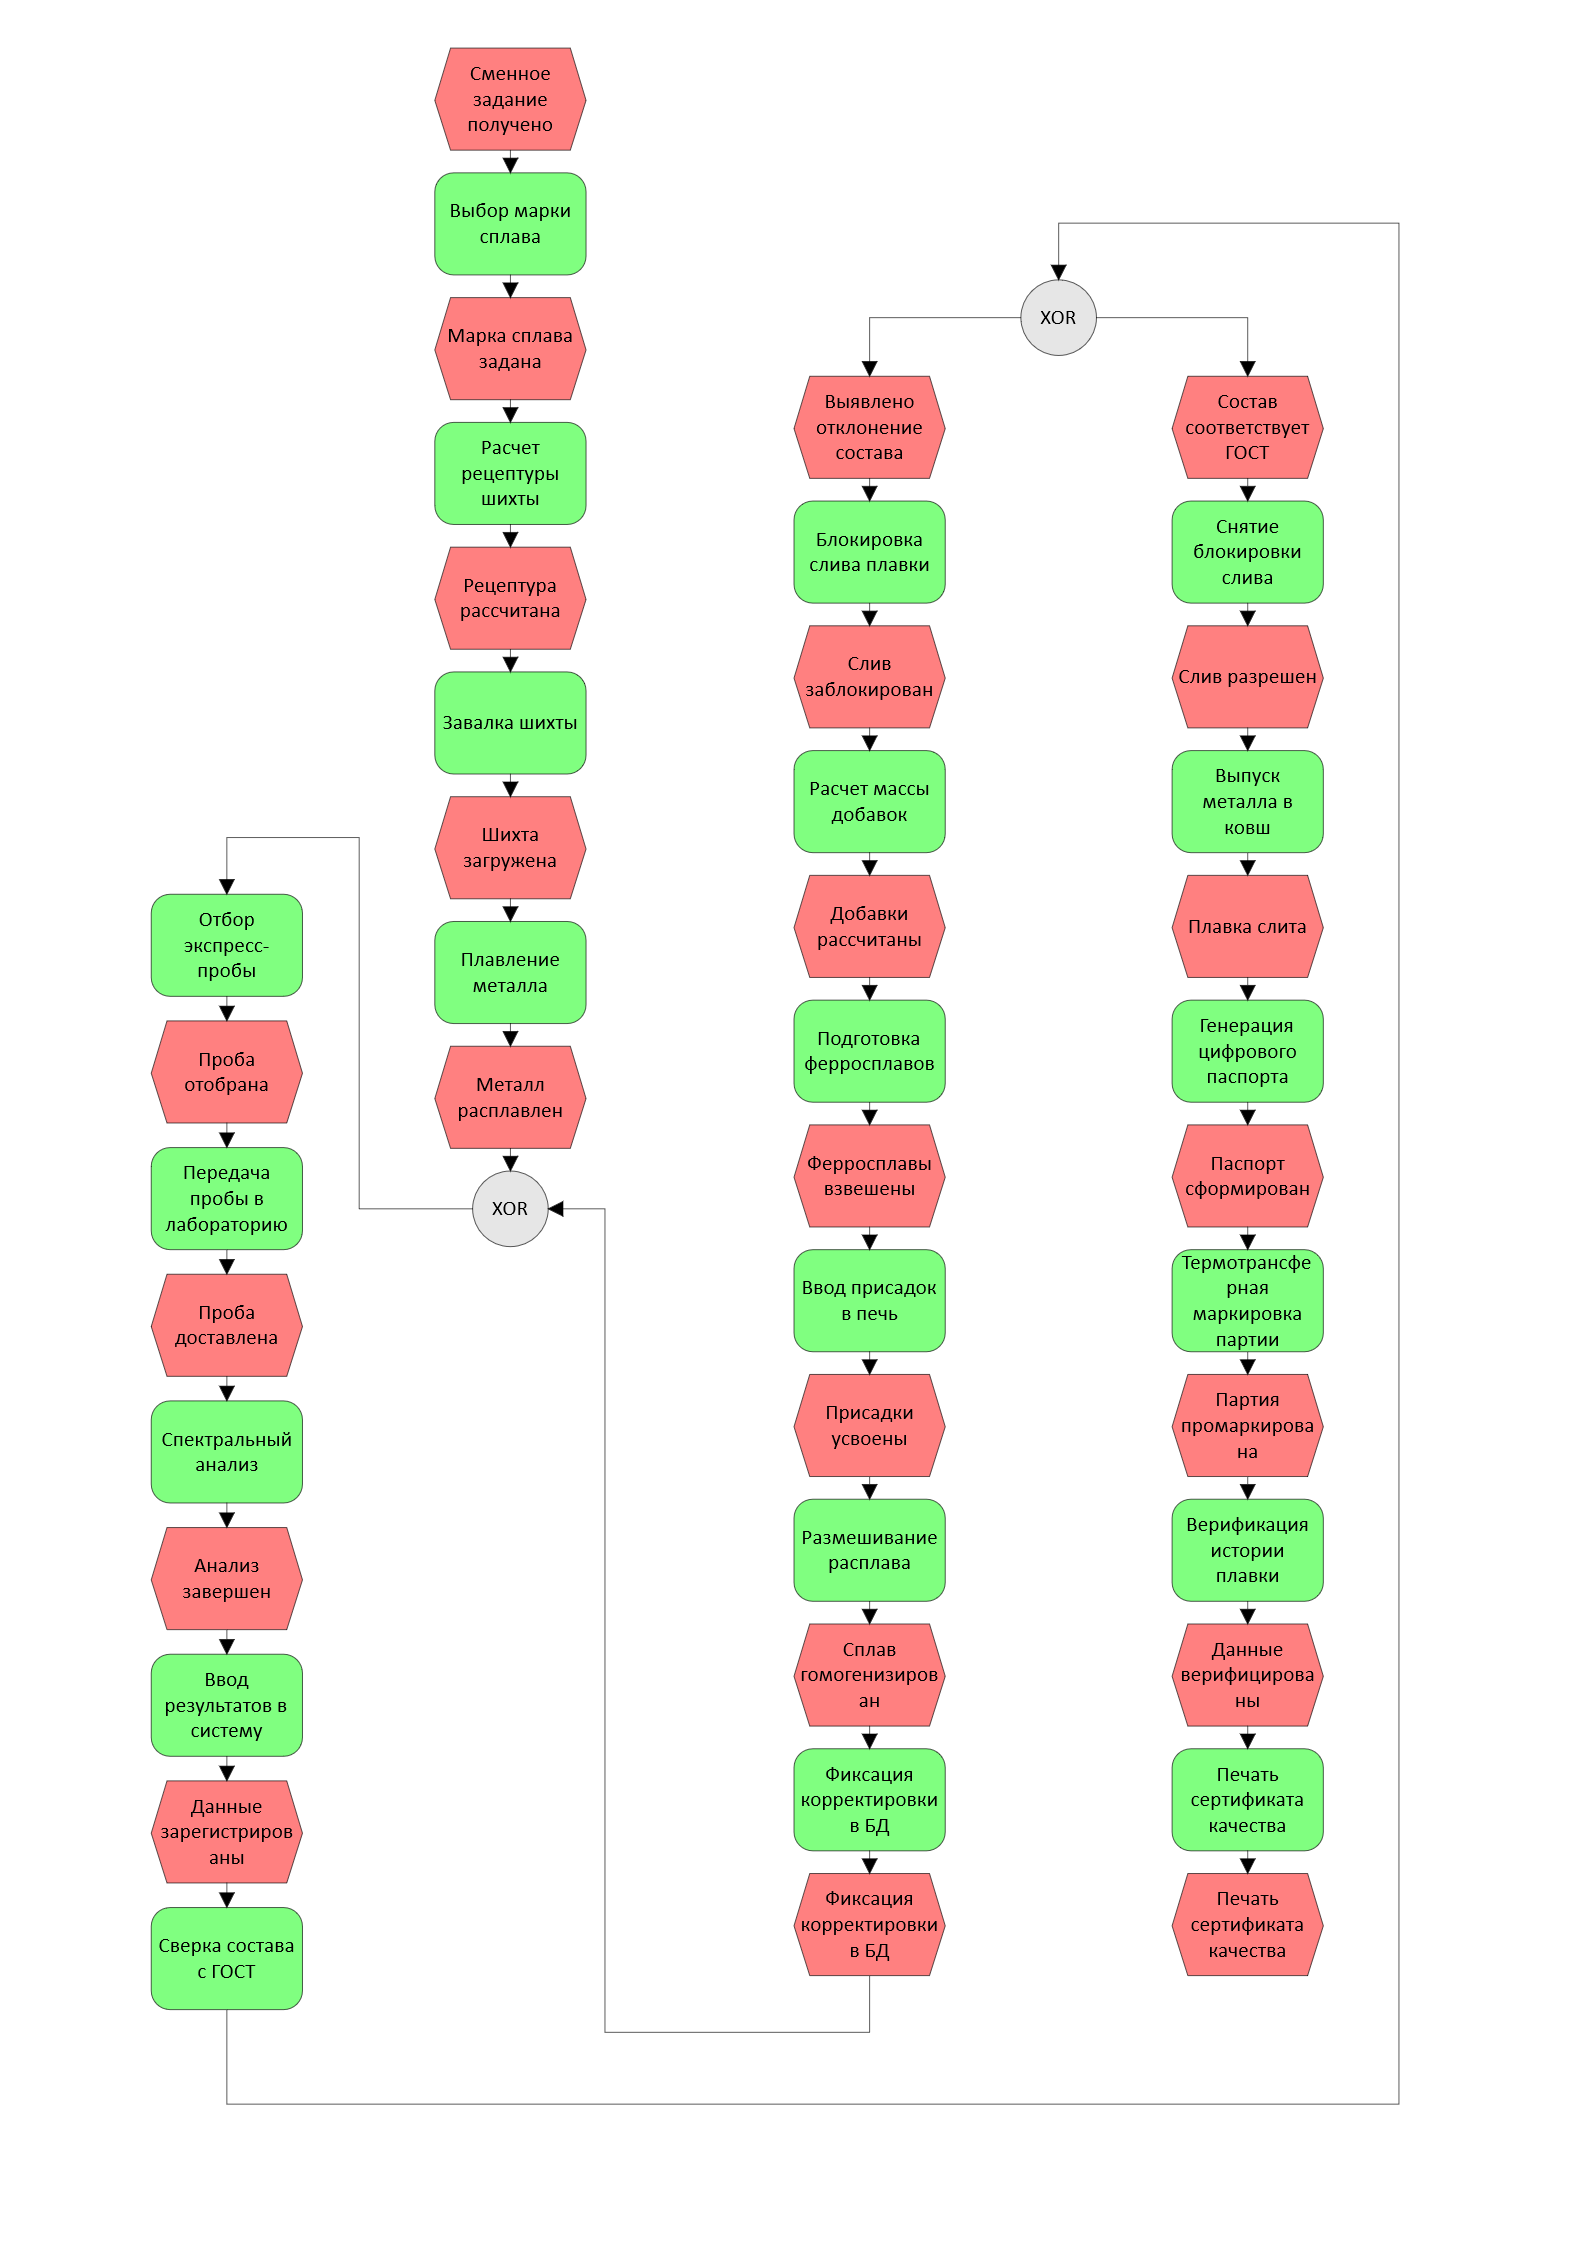 Сменное
задание
получено
Выбор марки
сплава
Марка сплава
задана
Расчет
рецептуры
шихты
Рецептура
рассчитана
Завалка шихты
Шихта
загружена
Плавление
металла
Металл
расплавлен
XOR
Отбор
экспресс-
пробы
Проба
отобрана
Передача
пробы в
лабораторию
Проба
доставлена
Спектральный
анализ
Анализ
завершен
Ввод
результатов в
систему
Данные
зарегистриров
аны
Сверка состава
с ГОСТ
XOR
Выявлено
отклонение
состава
Блокировка
слива плавки
Слив
заблокирован
Расчет массы
добавок
Добавки
рассчитаны
Подготовка
ферросплавов
Ферросплавы
взвешены
Ввод присадок
в печь
Присадки
усвоены
Размешивание
расплава
Сплав
гомогенизиров
ан
Фиксация
корректировки
в БД
Фиксация
корректировки
в БД
Состав
соответствует
ГОСТ
Снятие
блокировки
слива
Слив разрешен
Выпуск
металла в
ковш
Плавка слита
Генерация
цифрового
паспорта
Паспорт
сформирован
Термотрансфе
рная
маркировка
партии
Партия
промаркирова
на
Верификация
истории
плавки
Данные
верифицирова
ны
Печать
сертификата
качества
Печать
сертификата
качества